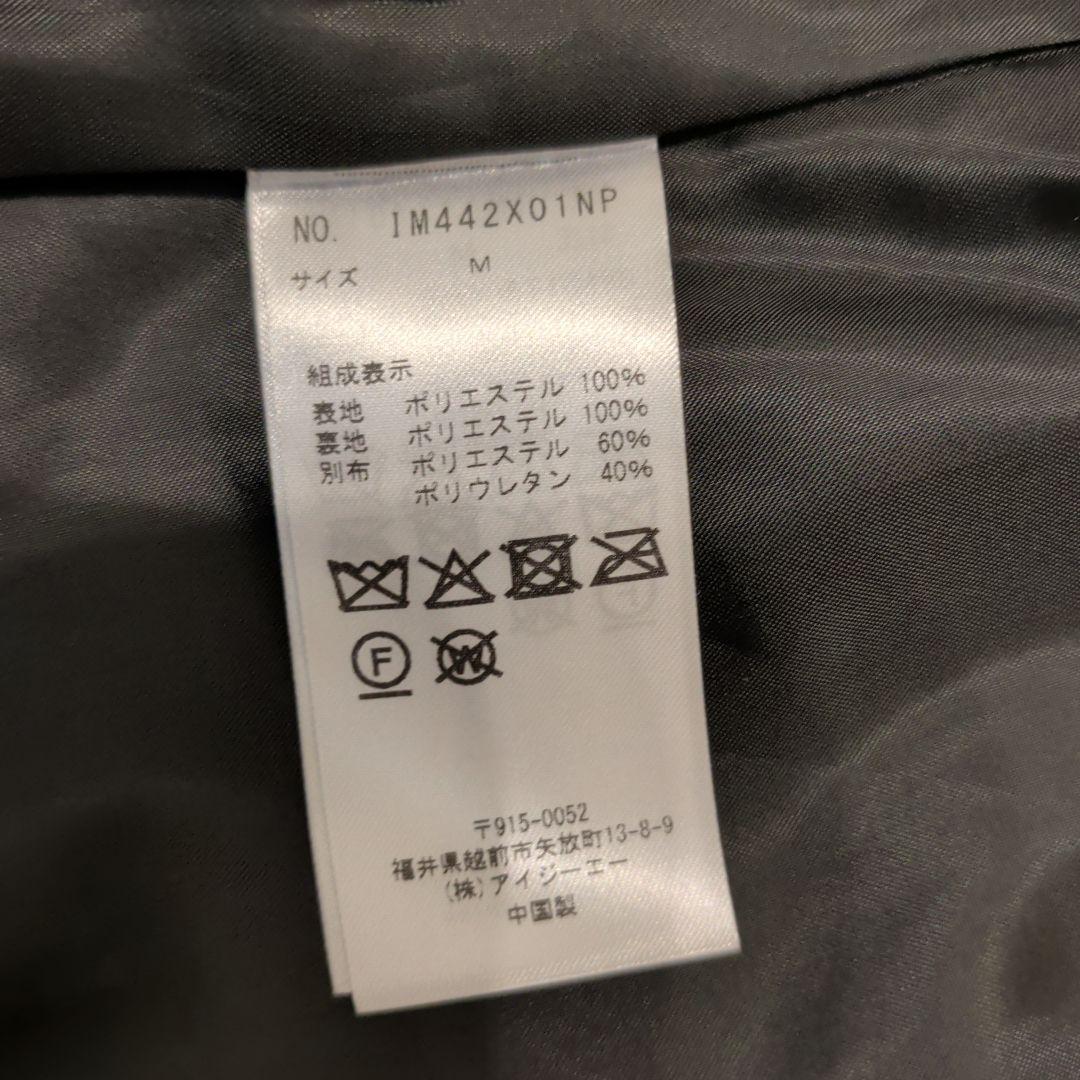 NO. IM442X01NP
サイズ M
組成表示
表地 ポリエステル 100%
裏地 ポリエステル 100%
別布 ポリエステル 60%
ポリウレタン 40%
F W
〒915-0052
福井県越前市矢放町13-8-9
(株)アイジーエー
中国製